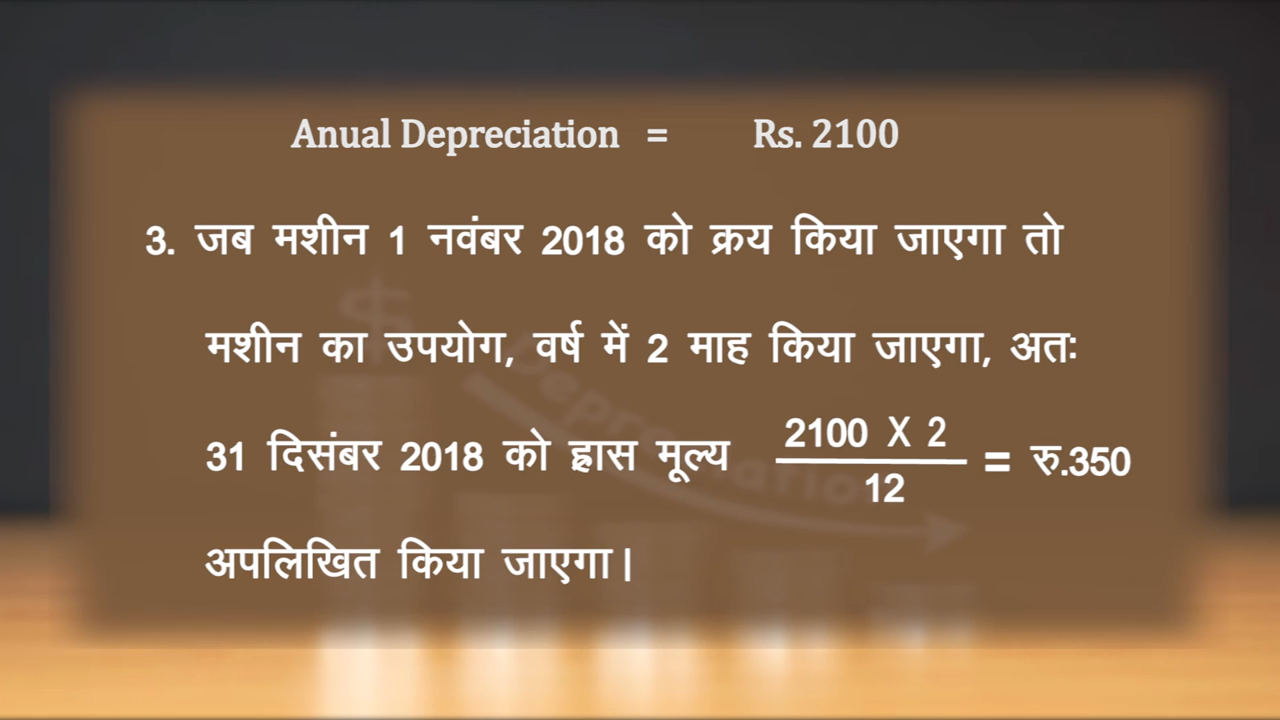 Anual Depreciation = Rs. 2100
3. जब मशीन 1 नवंबर 2018 को क्रय किया जाएगा तो
मशीन का उपयोग, वर्ष में 2 माह किया जाएगा, अतः
31 दिसंबर 2018 को ह्रास मूल्य 2100 X 2 / 12 = रु.350
अपलिखित किया जाएगा।
Depreciation